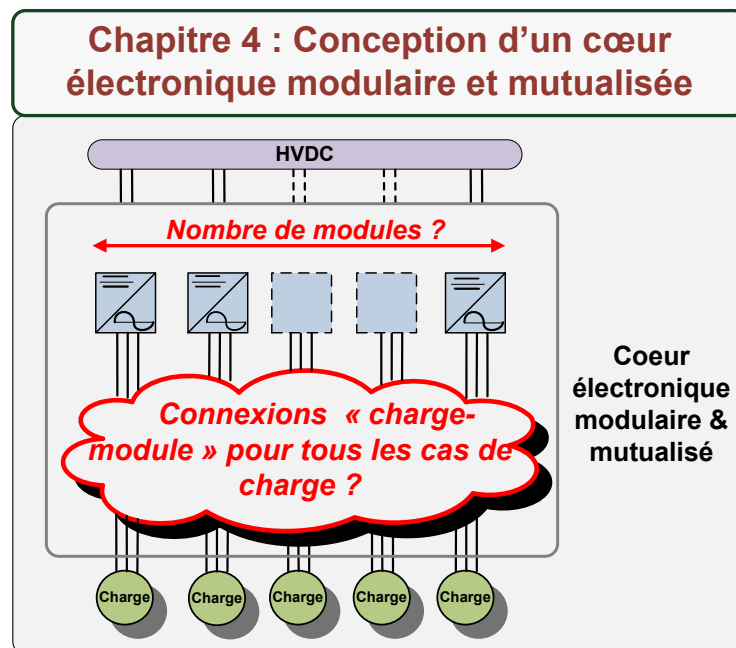 Chapitre 4 : Conception d’un cœur
électronique modulaire et mutualisée
HVDC
Nombre de modules ?
Connexions « charge-
module » pour tous les cas de
charge ?
Coeur
électronique
modulaire &
mutualisé
Charge
Charge
Charge
Charge
Charge